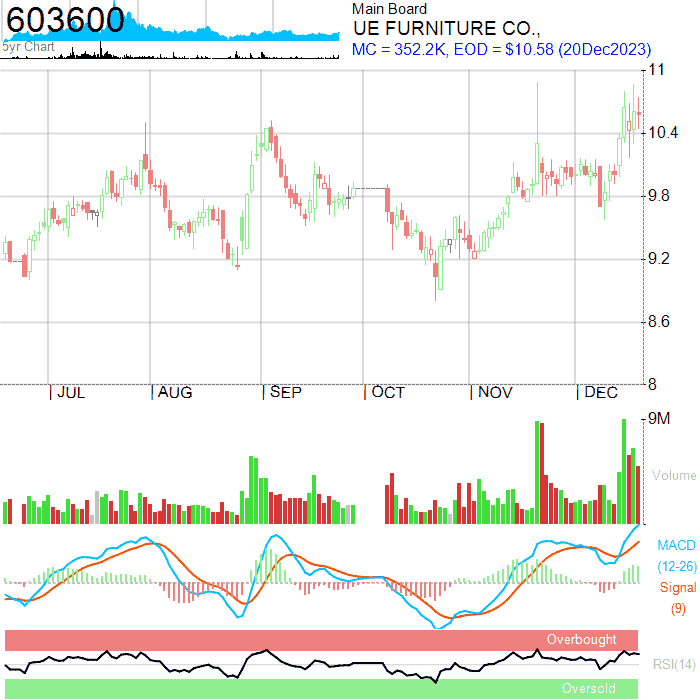 603600
5yr Chart
Main Board
UE FURNITURE CO.,
MC = 352.2K, EOD = $10.58 (20Dec2023)
11
10.4
9.8
9.2
8.6
8
JUL AUG SEP OCT NOV DEC
9M
Volume
MACD
(12-26)
Signal
(9)
Overbought
RSI(14)
Oversold